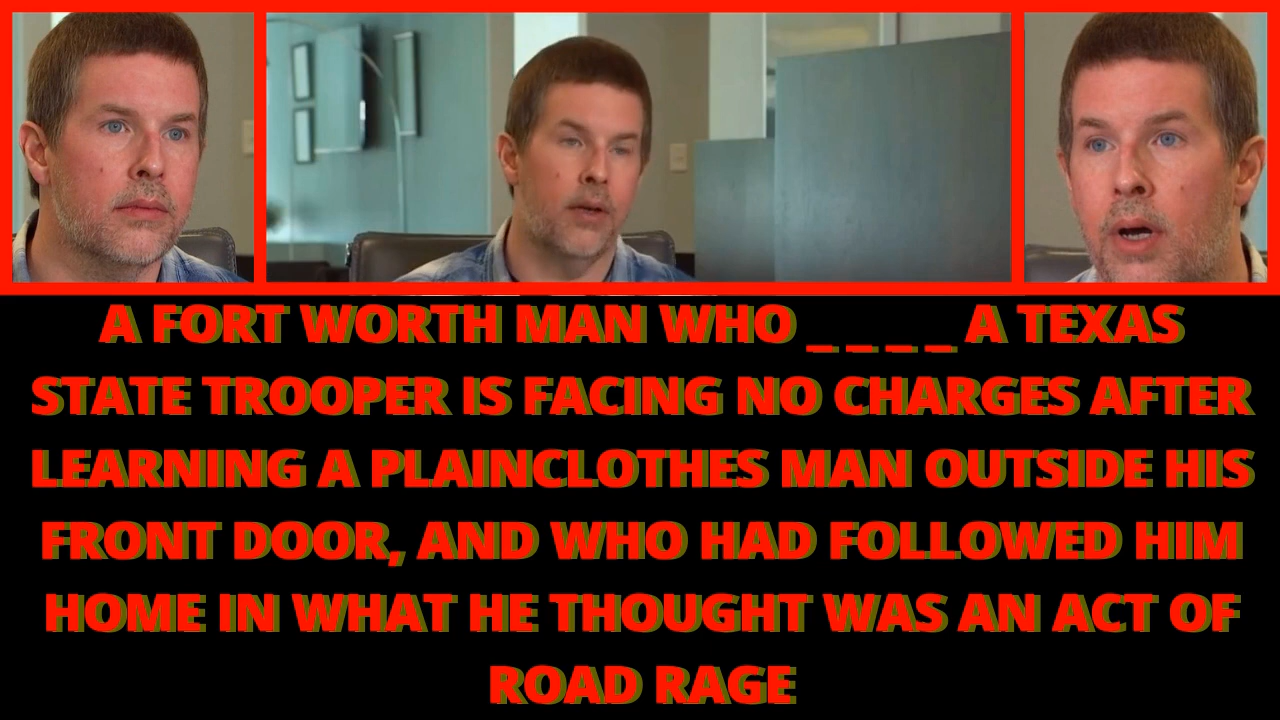 A FORT WORTH MAN WHO _ _ _ _ A TEXAS
STATE TROOPER IS FACING NO CHARGES AFTER
LEARNING A PLAINCLOTHES MAN OUTSIDE HIS
FRONT DOOR, AND WHO HAD FOLLOWED HIM
HOME IN WHAT HE THOUGHT WAS AN ACT OF
ROAD RAGE